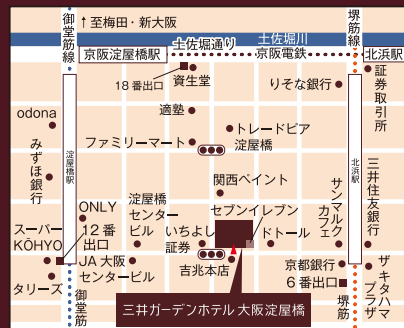 御堂筋線
↑至梅田・新大阪
堺筋線
土佐堀通り
土佐堀川
京阪淀屋橋駅
京阪電鉄
北浜駅
18番出口
資生堂
りそな銀行
証券取引所
odona
適塾
トレードピア
淀屋橋
ファミリーマート
みずほ銀行
淀屋橋駅
北浜駅
関西ペイント
三井住友銀行
サンマルクカフェ
ONLY
淀屋橋
センター
ビル
セブンイレブン
スーパー
KŌHYO
12番
出口
いちよし
証券
ドトール
吉兆本店
JA大阪
センタービル
京都銀行
6番出口
ザキタハマ
プラザ
タリーズ
御堂筋
堺筋
三井ガーデンホテル 大阪淀屋橋